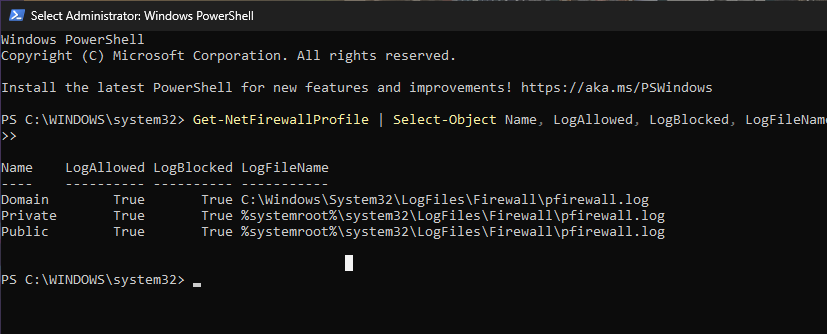 Select Administrator: Windows PowerShell
Windows PowerShell
Copyright (C) Microsoft Corporation. All rights reserved.
Install the latest PowerShell for new features and improvements! https://aka.ms/PSWindows
PS C:\WINDOWS\system32> Get-NetFirewallProfile | Select-Object Name, LogAllowed, LogBlocked, LogFileName
>>
Name    LogAllowed LogBlocked LogFileName
----    ---------- ---------- -----------
Domain        True       True C:\Windows\System32\LogFiles\Firewall\pfirewall.log
Private       True       True %systemroot%\system32\LogFiles\Firewall\pfirewall.log
Public        True       True %systemroot%\system32\LogFiles\Firewall\pfirewall.log
PS C:\WINDOWS\system32>